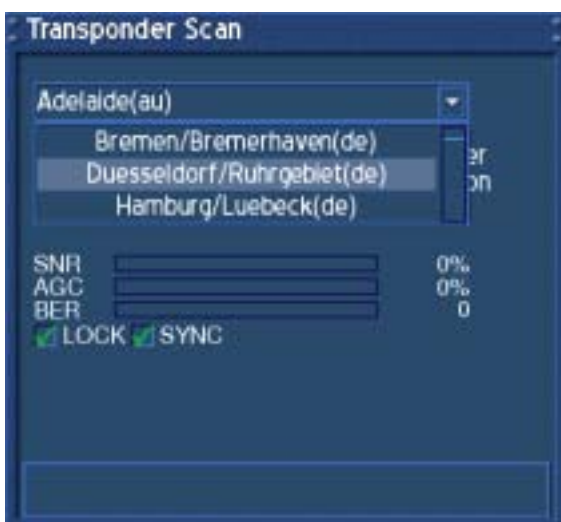 Transponder Scan
Adelaide(au)
Bremen/Bremerhaven(de)
er
Duesseldorf/Ruhrgebiet(de)
on
Hamburg/Luebeck(de)
SNR 0%
AGC 0%
BER 0
LOCK SYNC